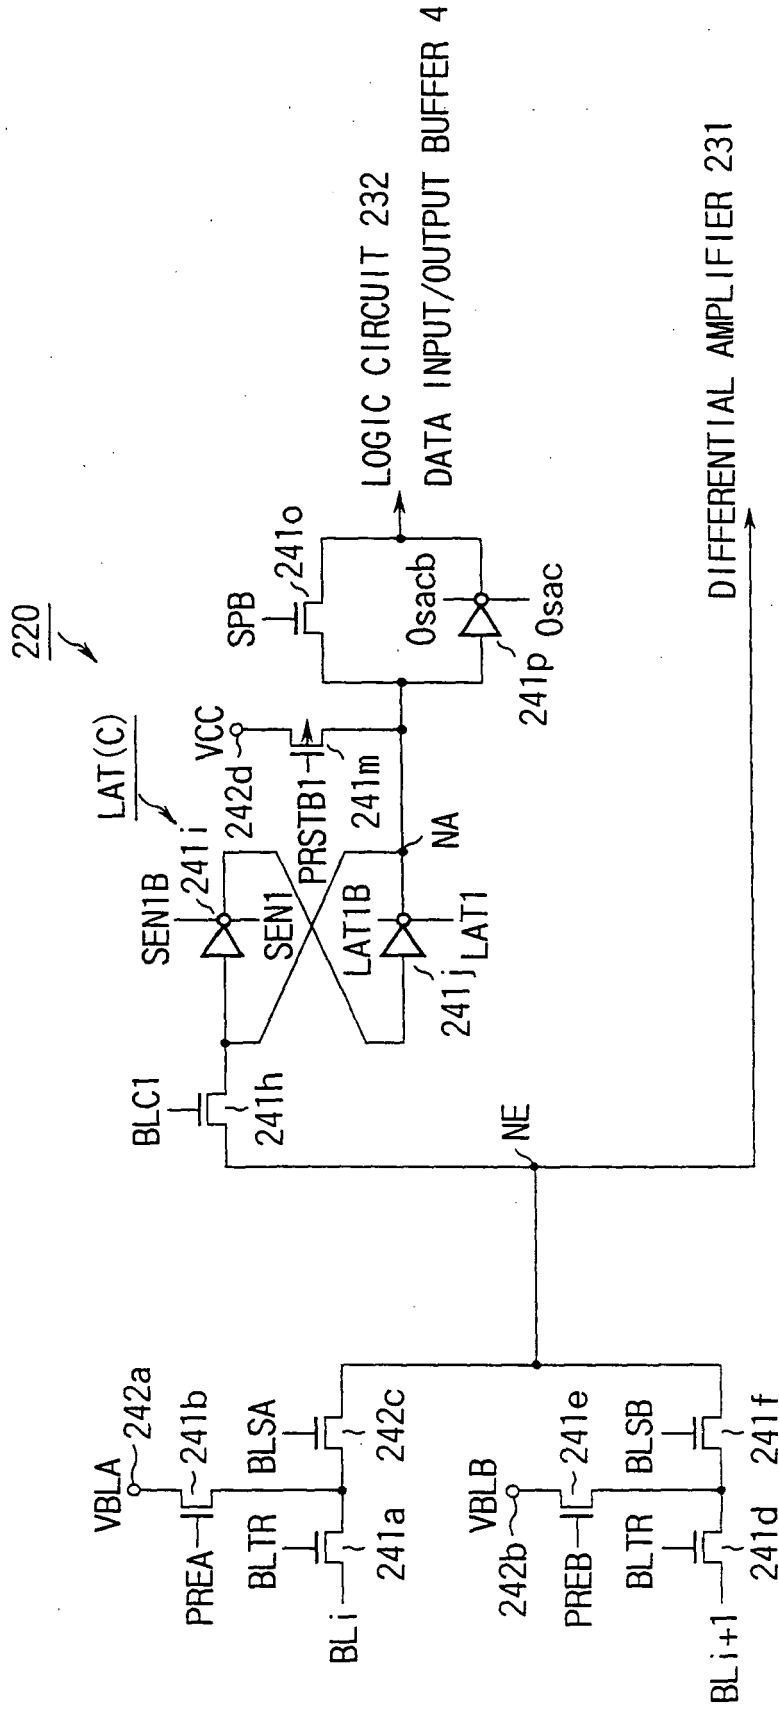 220
LAT(C)
VBLA
242a
PREA
241b
BLTR
BLSA
BLi
241a
242c
VBLB
242b
PREB
241e
BLTR
BLSB
BLi+1
241d
241f
NE
BLC1
241h
SEN1B
241i
SEN1
LAT1B
241j
LAT1
NA
VCC
242d
PRSTB1
241m
SPB
241o
Osacb
241p
Osac
LOGIC CIRCUIT 232
DATA INPUT/OUTPUT BUFFER 4
DIFFERENTIAL AMPLIFIER 231